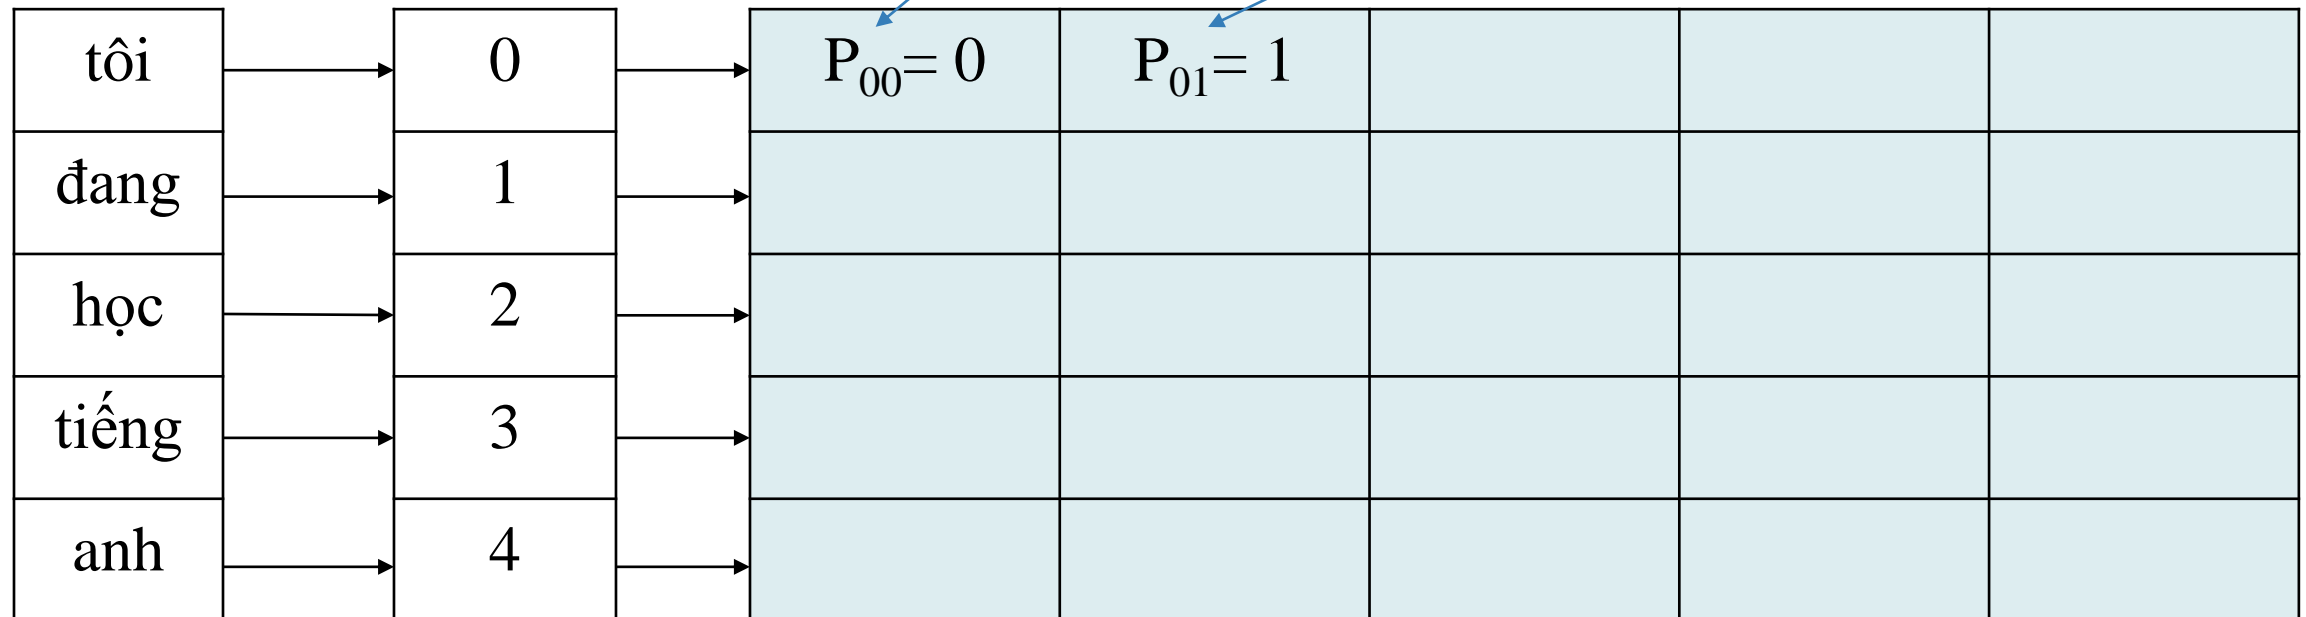 tôi 0 P₀₀= 0 P₀₁= 1
đang 1
học 2
tiếng 3
anh 4